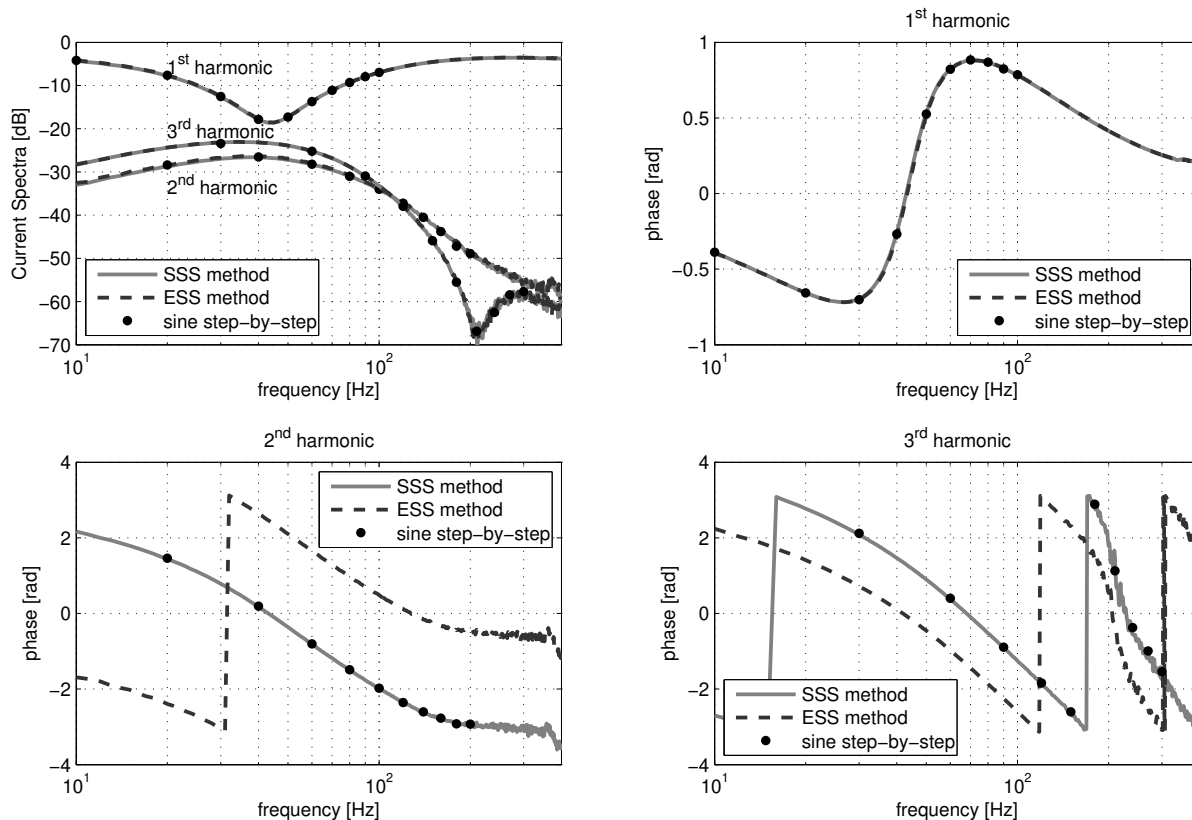 0
−10
−20
−30
−40
−50
−60
−70
Current Spectra [dB]
1st harmonic
3rd harmonic
2nd harmonic
SSS method
ESS method
sine step−by−step
10^1
10^2
frequency [Hz]
1st harmonic
1
0.5
0
−0.5
−1
phase [rad]
SSS method
ESS method
sine step−by−step
10^1
10^2
frequency [Hz]
2nd harmonic
4
2
0
−2
−4
phase [rad]
SSS method
ESS method
sine step−by−step
10^1
10^2
frequency [Hz]
3rd harmonic
4
2
0
−2
−4
phase [rad]
SSS method
ESS method
sine step−by−step
10^1
10^2
frequency [Hz]